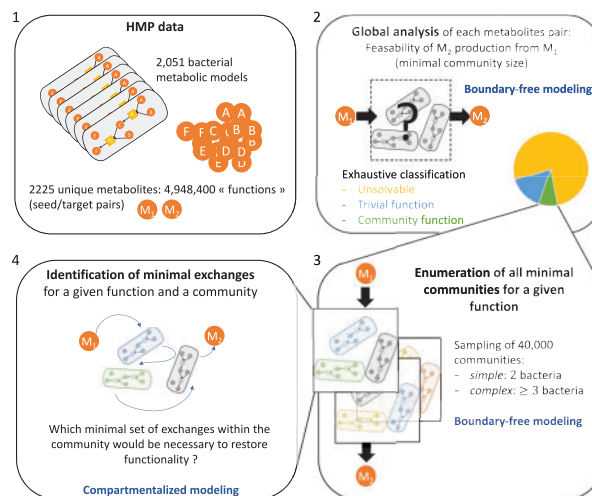 1
HMP data
2,051 bacterial
metabolic models
F F C A A B B D D D E
2225 unique metabolites: 4,948,400 « functions »
(seed/target pairs)
M1 M2
2
Global analysis of each metabolites pair:
Feasability of M2 production from M1
(minimal community size)
Boundary-free modeling
M1 ? M2
Exhaustive classification
- Unsolvable
- Trivial function
- Community function
4
Identification of minimal exchanges
for a given function and a community
M1 M2
Which minimal set of exchanges within the
community would be necessary to restore
functionality ?
Compartmentalized modeling
3
M1
Enumeration of all minimal
communities for a given
function
Sampling of 40,000
communities:
- simple: 2 bacteria
- complex: ≥ 3 bacteria
Boundary-free modeling